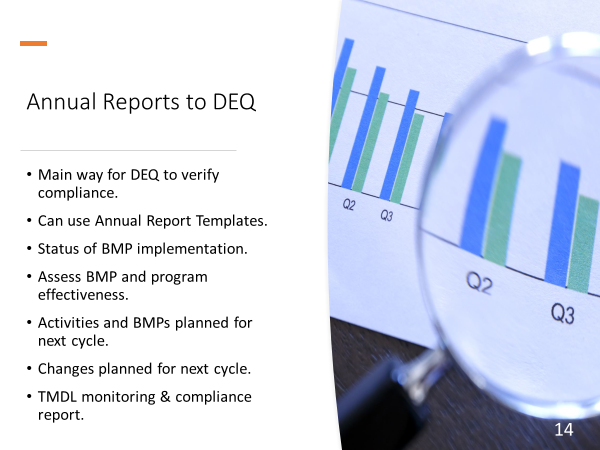 Annual Reports to DEQ
• Main way for DEQ to verify
compliance.
• Can use Annual Report Templates.
• Status of BMP implementation.
• Assess BMP and program
effectiveness.
• Activities and BMPs planned for
next cycle.
• Changes planned for next cycle.
• TMDL monitoring & compliance
report.
Q2
Q3
Q2
Q3
14